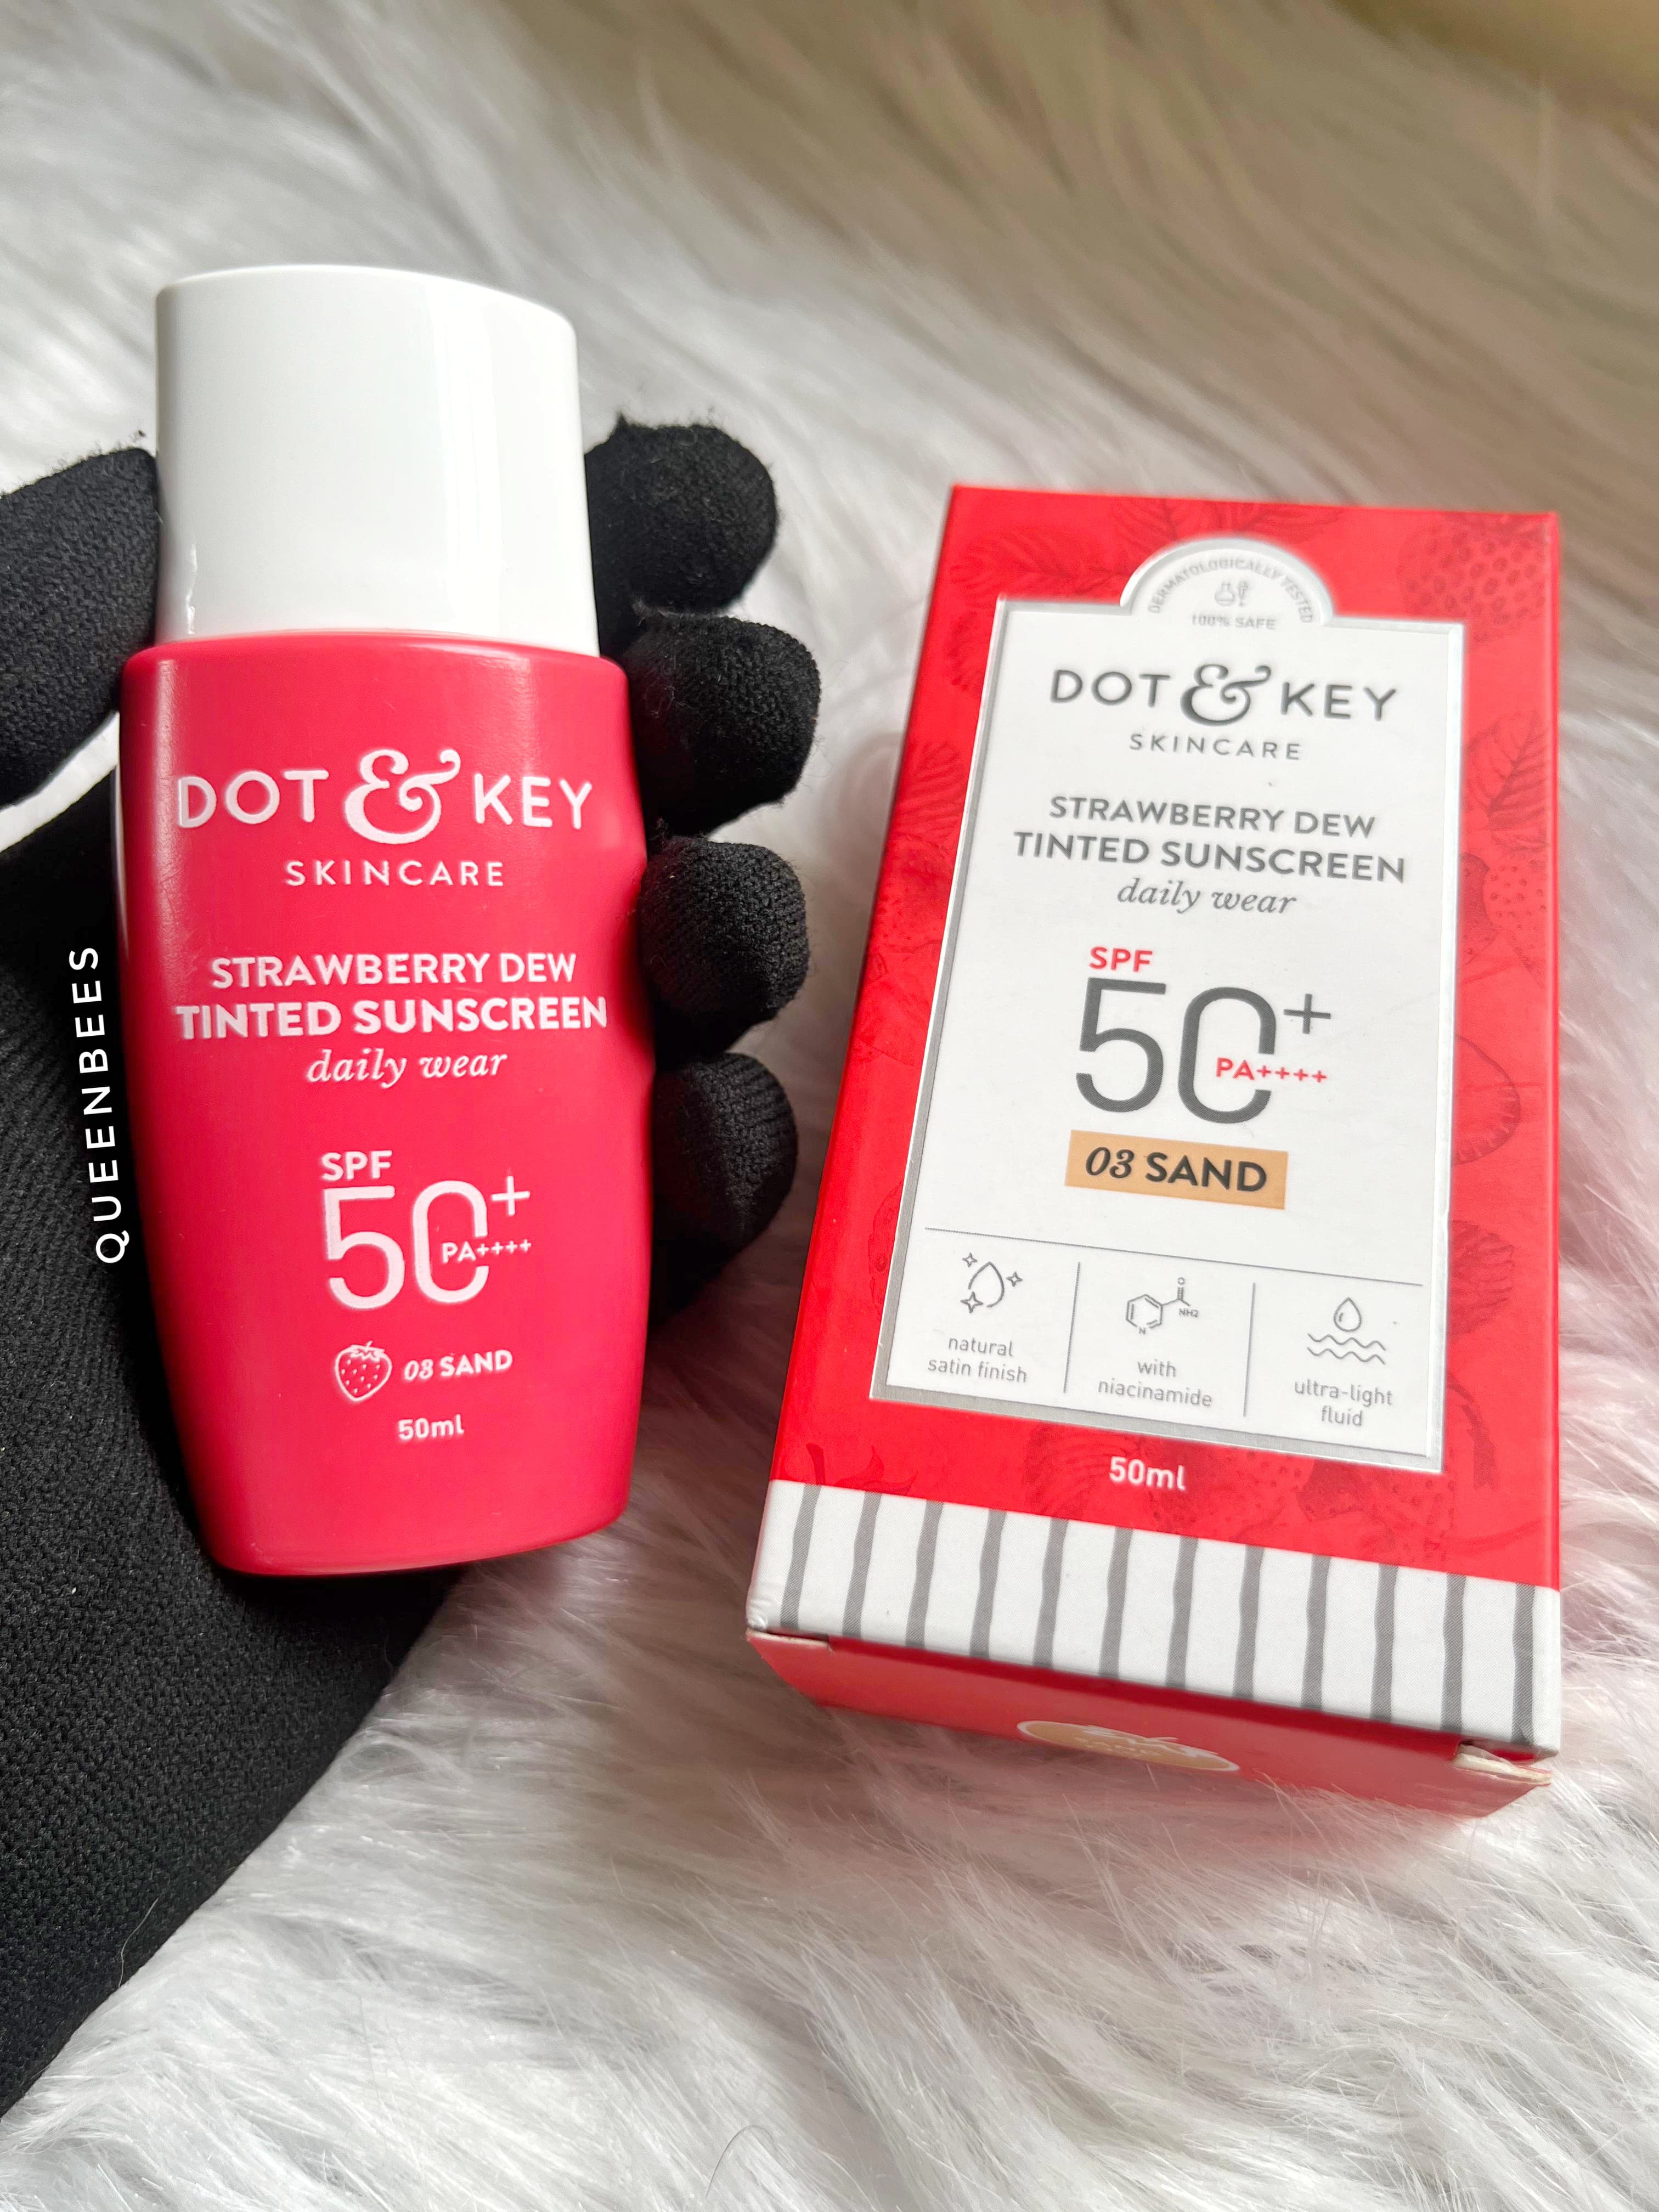 QUEENBEES
DOT & KEY
SKINCARE
STRAWBERRY DEW
TINTED SUNSCREEN
daily wear
SPF
50+
PA++++
03 SAND
50ml
DERMATOLOGICALLY TESTED
100% SAFE
DOT & KEY
SKINCARE
STRAWBERRY DEW
TINTED SUNSCREEN
daily wear
SPF
50+
PA++++
03 SAND
natural
satin finish
O
NH2
N
with
niacinamide
ultra-light
fluid
50ml